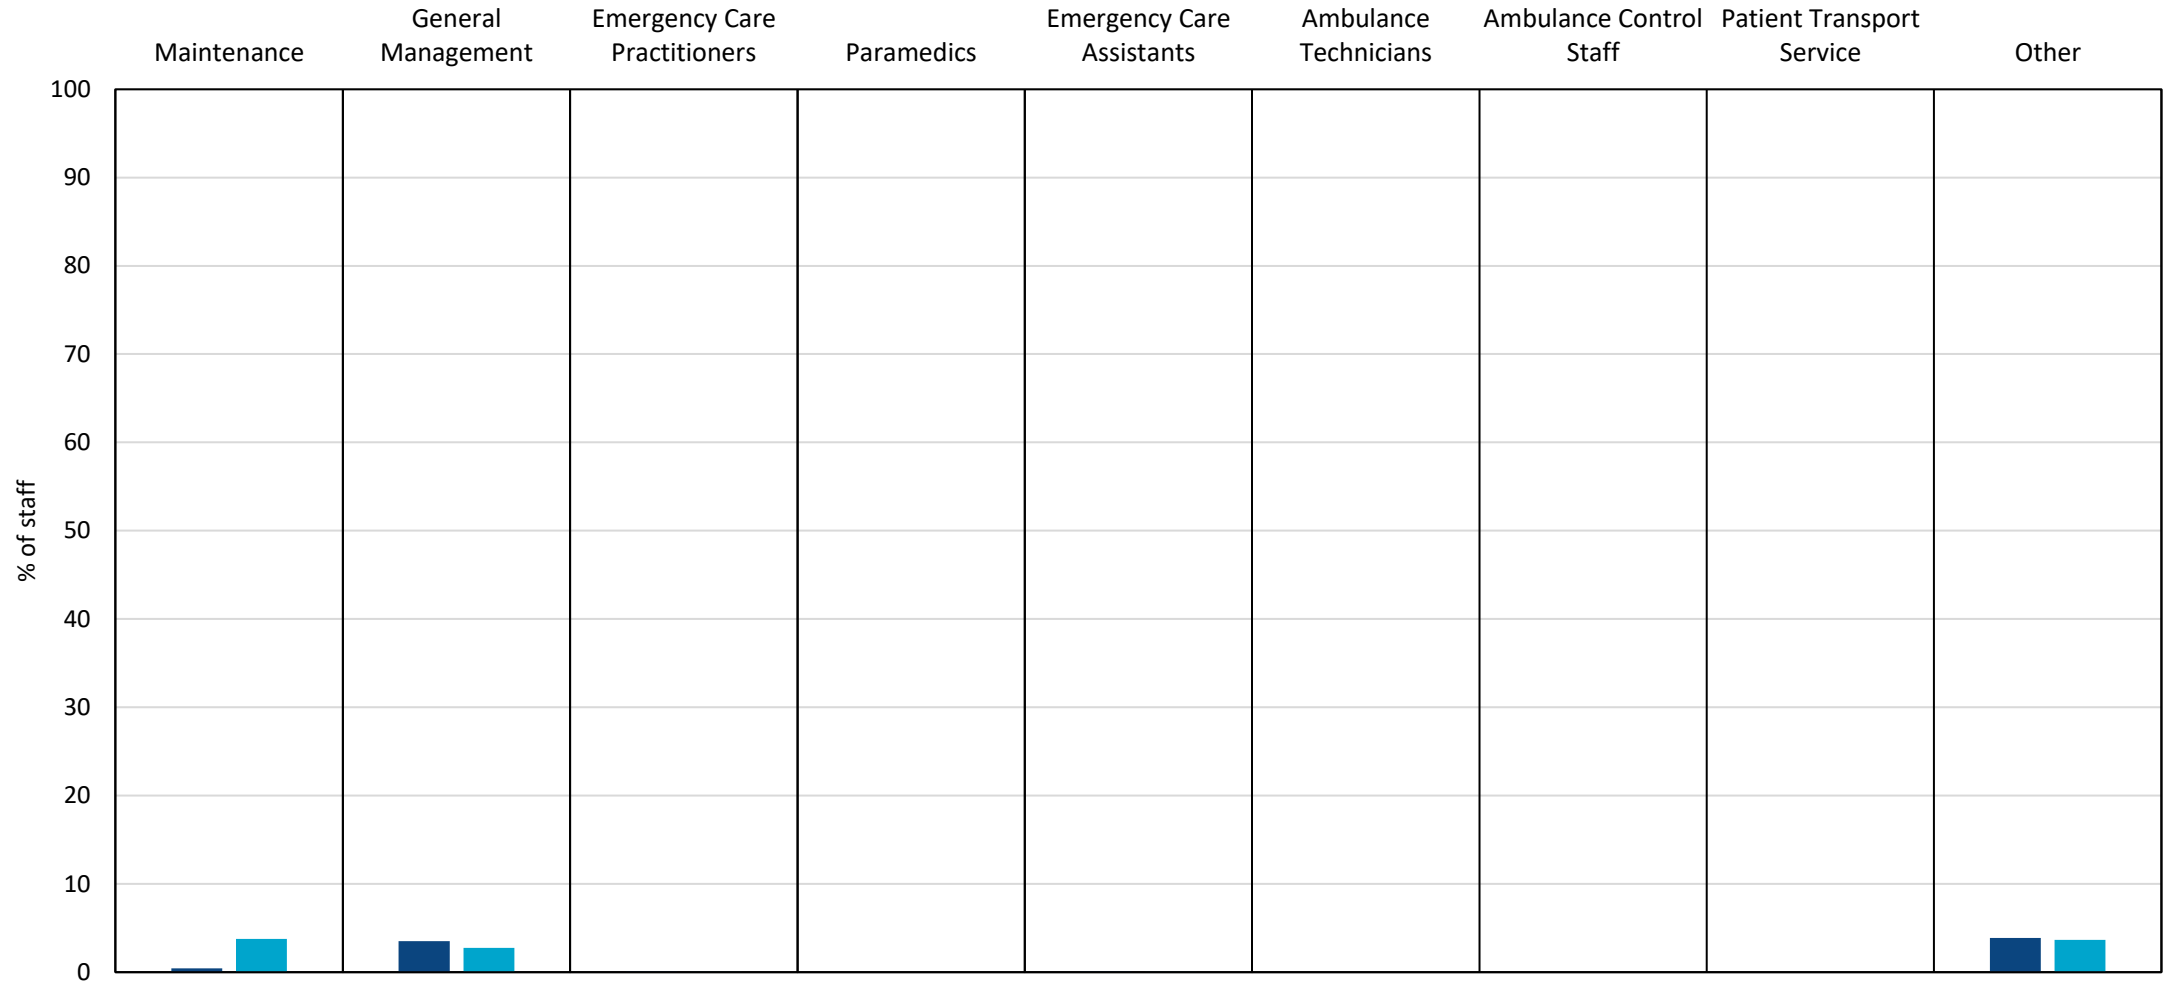 Maintenance
General
Management
Emergency Care
Practitioners
Paramedics
Emergency Care
Assistants
Ambulance
Technicians
Ambulance Control
Staff
Patient Transport
Service
Other
100
90
80
70
60
50
40
30
20
10
0
% of staff